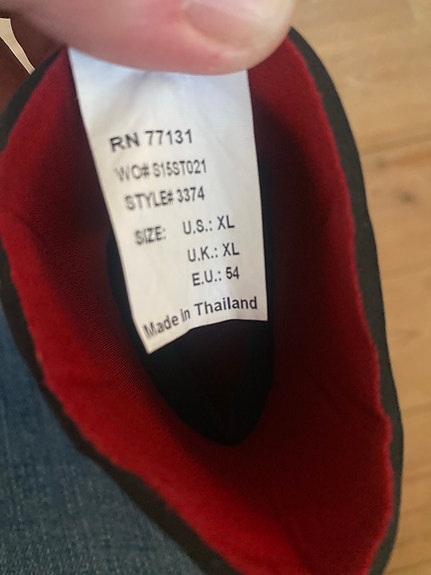 RN 77131
WO# S15ST021
STYLE# 3374
SIZE: U.S.: XL
U.K.: XL
E.U.: 54
Made in Thailand